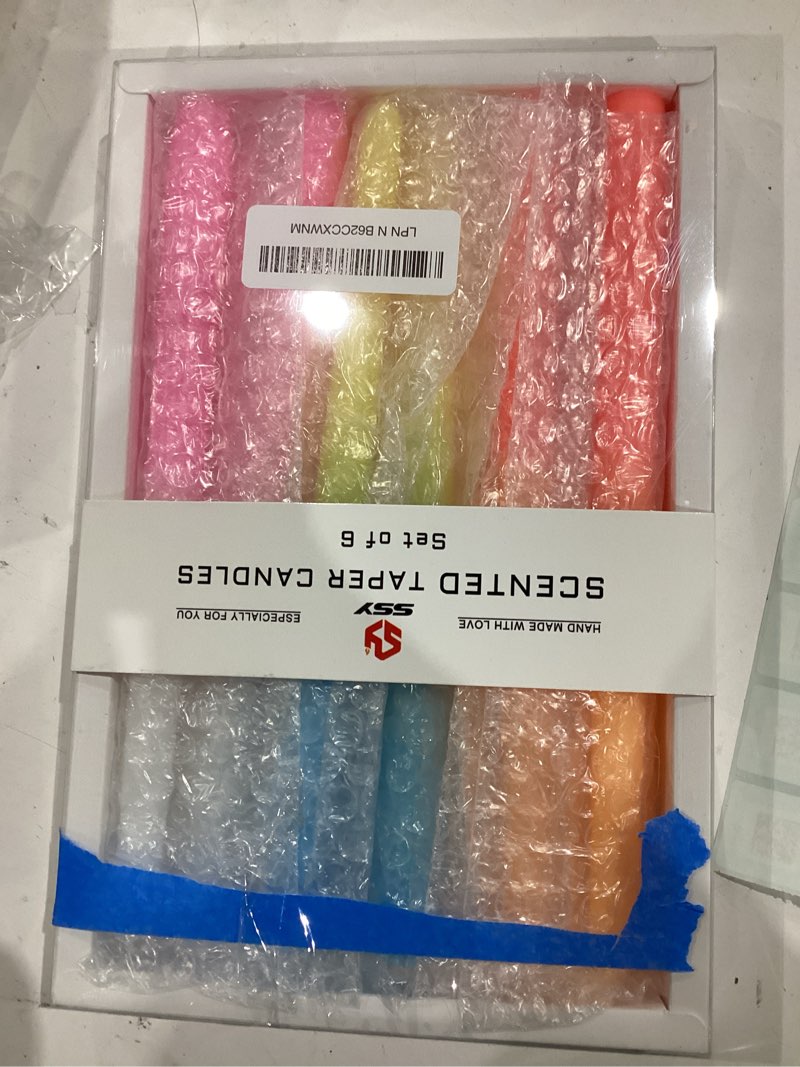 SSY
HAND MADE WITH LOVE
ESPECIALLY FOR YOU
SCENTED TAPER CANDLES
Set of 6
LPN N B62CCXWNM